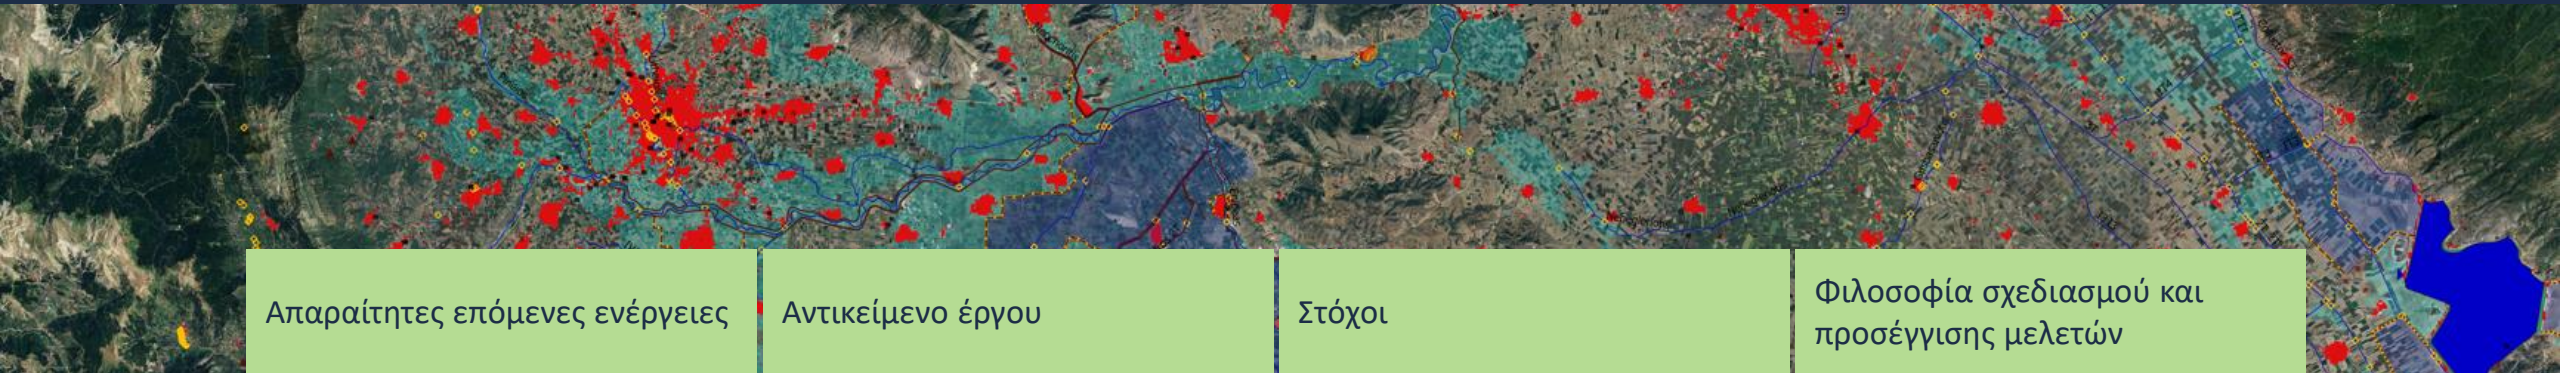 Απαραίτητες επόμενες ενέργειες
Αντικείμενο έργου
Στόχοι
Φιλοσοφία σχεδιασμού και
προσέγγισης μελετών